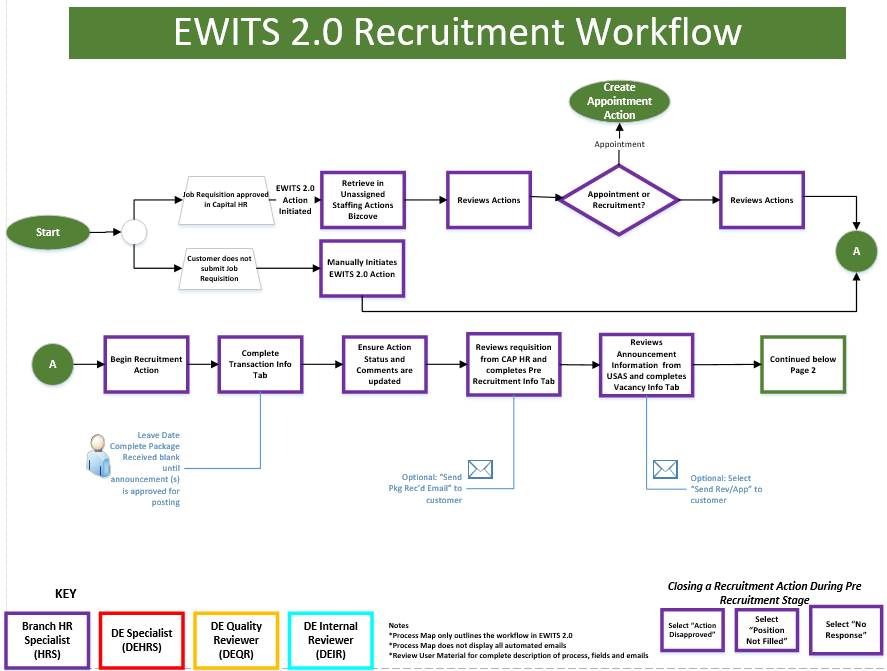 EWITS 2.0 Recruitment Workflow
Create
Appointment
Action
Appointment
Job Requisition approved
in Capital HR
EWITS 2.0
Action
Initiated
Retrieve in
Unassigned
Staffing Actions
Bizcove
Reviews Actions
Appointment or
Recruitment?
Reviews Actions
Start
A
Customer does not
submit Job
Requisition
Manually Initiates
EWITS 2.0 Action
A
Begin Recruitment
Action
Complete
Transaction Info
Tab
Ensure Action
Status and
Comments are
updated
Reviews requisition
from CAP HR and
completes Pre
Recruitment Info Tab
Reviews
Announcement
Information from
USAS and completes
Vacancy Info Tab
Continued below
Page 2
Leave Date
Complete Package
Received blank
until
announcement (s)
is approved for
posting
Optional: “Send
Pkg Rec’d Email” to
customer
Optional: Select
“Send Rev/App” to
customer
KEY
Branch HR
Specialist
(HRS)
DE Specialist
(DEHRS)
DE Quality
Reviewer
(DEQR)
DE Internal
Reviewer
(DEIR)
Notes
*Process Map only outlines the workflow in EWITS 2.0
*Process Map does not display all automated emails
*Review User Material for complete description of process, fields and emails
Closing a Recruitment Action During Pre
Recruitment Stage
Select “Action
Disapproved”
Select
“Position
Not Filled”
Select “No
Response”